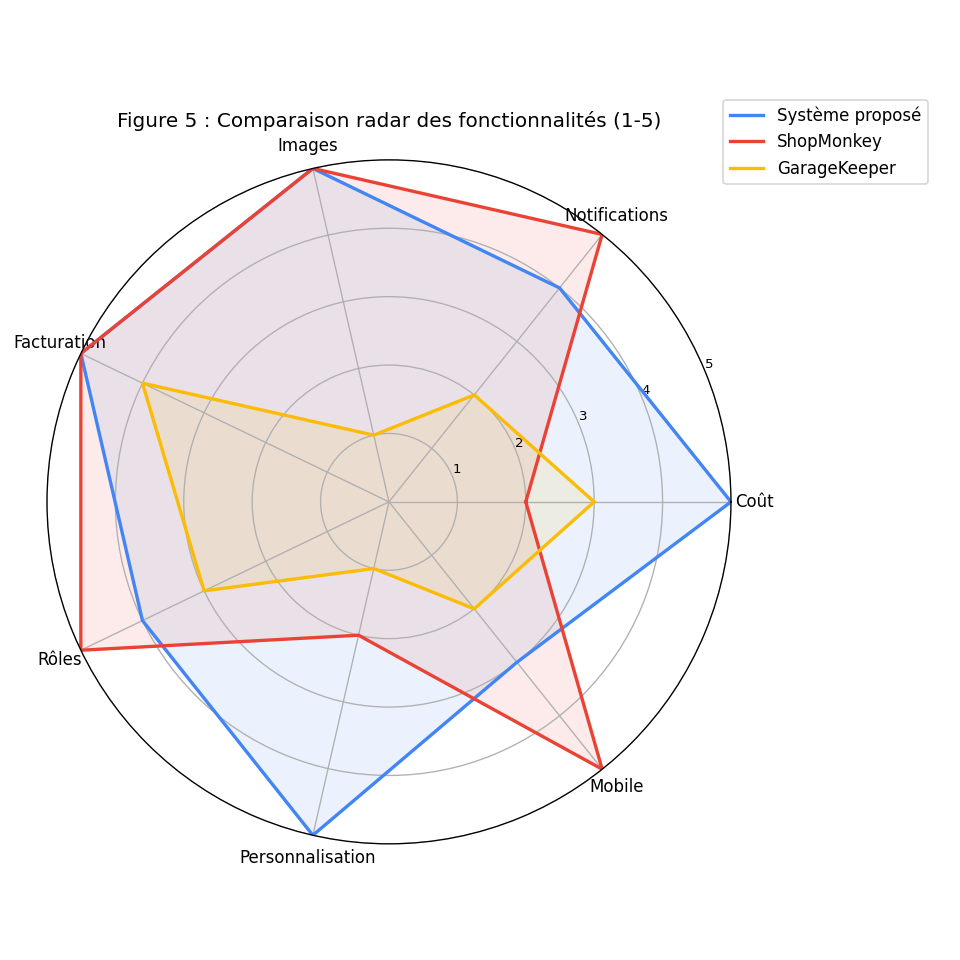 Figure 5 : Comparaison radar des fonctionnalités (1-5)
Système proposé
ShopMonkey
GarageKeeper
Images
Notifications
Facturation
5
4
3
2
1
Coût
Rôles
Mobile
Personnalisation